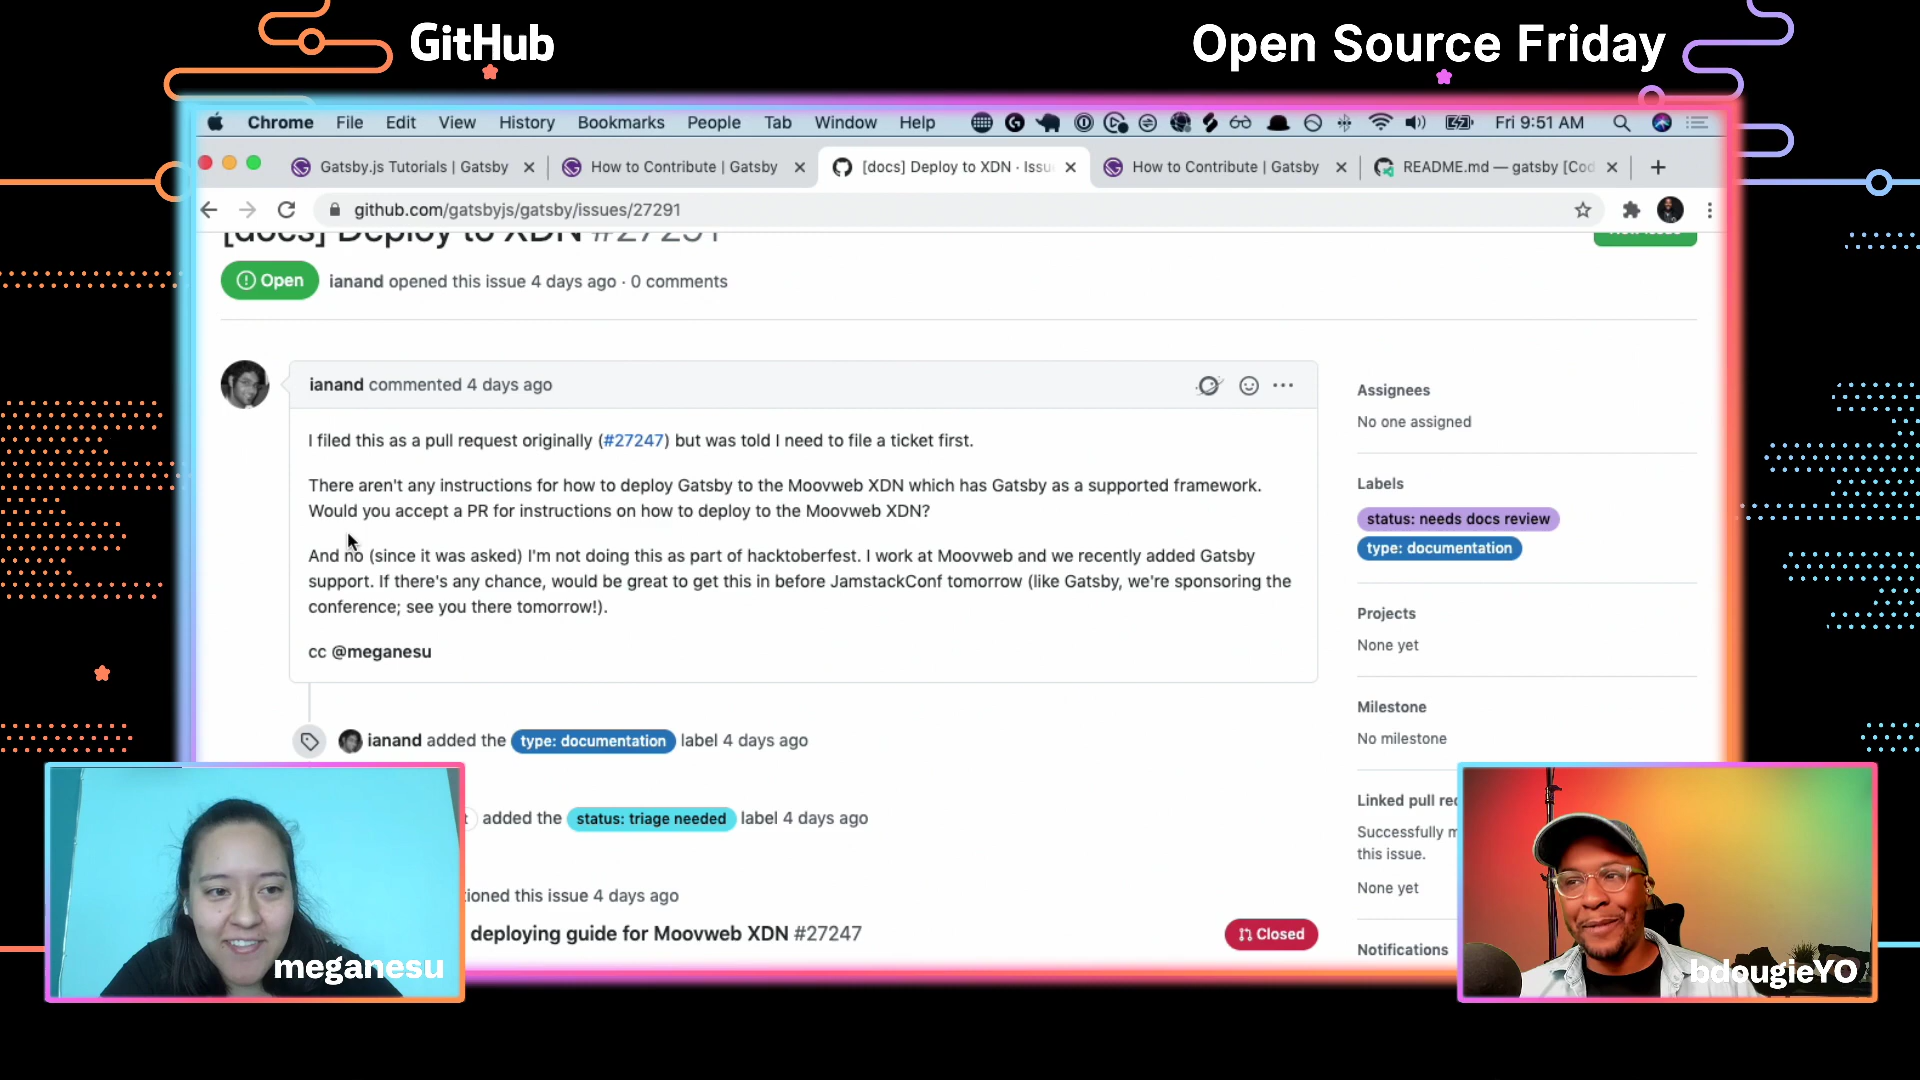 GitHub
Open Source Friday
Chrome File Edit View History Bookmarks People Tab Window Help Fri 9:51 AM
Gatsby.js Tutorials | Gatsby
How to Contribute | Gatsby
[docs] Deploy to XDN · Issu
How to Contribute | Gatsby
README.md — gatsby [Cod
github.com/gatsbyjs/gatsby/issues/27291
[docs] Deploy to XDN #27291
New issue
Open ianand opened this issue 4 days ago · 0 comments
ianand commented 4 days ago
I filed this as a pull request originally (#27247) but was told I need to file a ticket first.
There aren't any instructions for how to deploy Gatsby to the Moovweb XDN which has Gatsby as a supported framework.
Would you accept a PR for instructions on how to deploy to the Moovweb XDN?
And no (since it was asked) I'm not doing this as part of hacktoberfest. I work at Moovweb and we recently added Gatsby
support. If there's any chance, would be great to get this in before JamstackConf tomorrow (like Gatsby, we're sponsoring the
conference; see you there tomorrow!).
cc @meganesu
ianand added the type: documentation label 4 days ago
t added the status: triage needed label 4 days ago
tioned this issue 4 days ago
deploying guide for Moovweb XDN #27247
Closed
Assignees
No one assigned
Labels
status: needs docs review
type: documentation
Projects
None yet
Milestone
No milestone
Linked pull rec
Successfully m
this issue.
None yet
Notifications
meganesu
bdougieYO